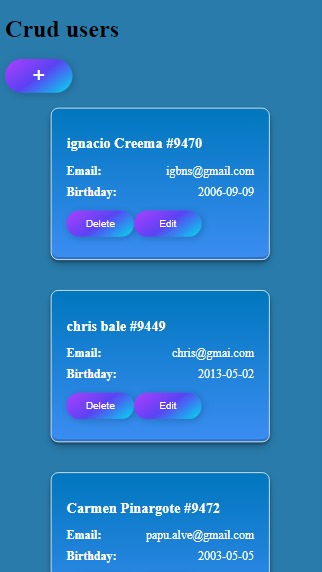 Crud users
+
ignacio Creema #9470
Email: igbns@gmail.com
Birthday: 2006-09-09
Delete Edit
chris bale #9449
Email: chris@gmai.com
Birthday: 2013-05-02
Delete Edit
Carmen Pinargote #9472
Email: papu.alve@gmail.com
Birthday: 2003-05-05